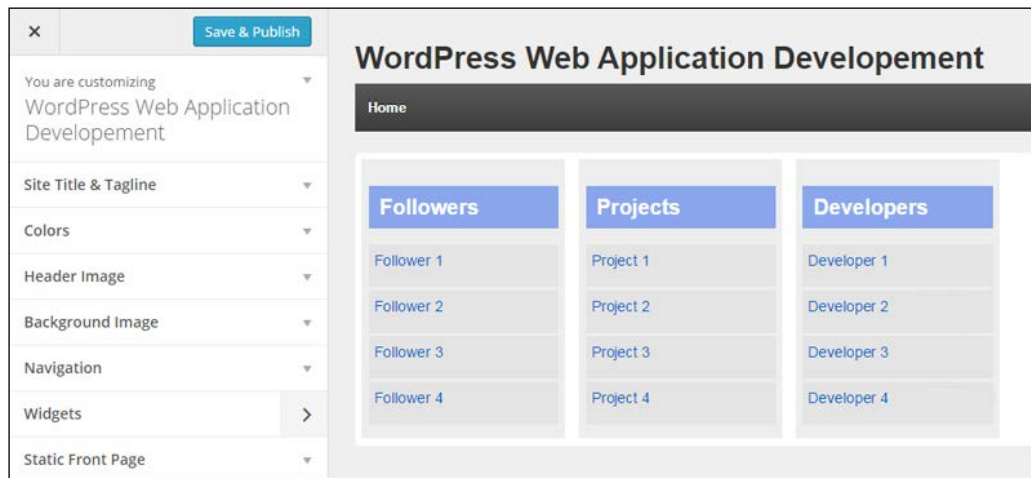 ×
Save & Publish
You are customizing
WordPress Web Application
Developement
Site Title & Tagline
Colors
Header Image
Background Image
Navigation
Widgets
Static Front Page
WordPress Web Application Developement
Home
Followers
Follower 1
Follower 2
Follower 3
Follower 4
Projects
Project 1
Project 2
Project 3
Project 4
Developers
Developer 1
Developer 2
Developer 3
Developer 4